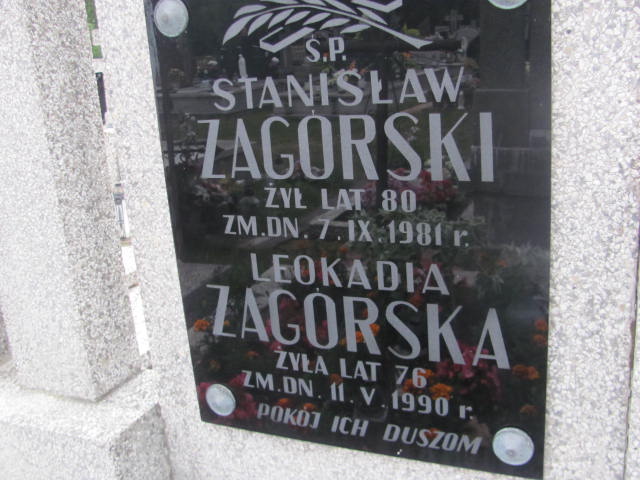 Ś.P.
STANISŁAW
ZAGÓRSKI
ŻYŁ LAT 80
ZM. DN. 7. IX. 1981 r.
LEOKADIA
ZAGÓRSKA
ŻYŁA LAT 76
ZM. DN. 11. V. 1990 r.
POKÓJ ICH DUSZOM